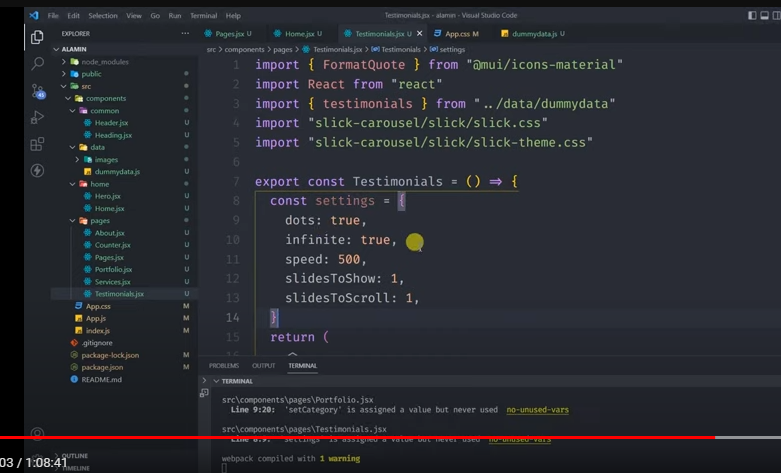 File Edit Selection View Go Run Terminal Help
Testimonials.jsx - alamin - Visual Studio Code
EXPLORER
Pages.jsx U
Home.jsx U
Testimonials.jsx U
App.css M
dummydata.js U
src > components > pages > Testimonials.jsx > Testimonials > settings
ALAMIN
node_modules
public
src
components
common
Header.jsx U
Heading.jsx U
data
images
dummydata.js U
home
Hero.jsx U
Home.jsx U
pages
About.jsx U
Counter.jsx U
Pages.jsx U
Portfolio.jsx U
Services.jsx U
Testimonials.jsx U
App.css M
App.js M
index.js M
.gitignore
package-lock.json M
package.json M
README.md
OUTLINE
TIMELINE
45
1 import { FormatQuote } from "@mui/icons-material"
2 import React from "react"
3 import { testimonials } from "../data/dummydata"
4 import "slick-carousel/slick/slick.css"
5 import "slick-carousel/slick/slick-theme.css"
6
7 export const Testimonials = () => {
8 const settings = {
9 dots: true,
10 infinite: true,
11 speed: 500,
12 slidesToShow: 1,
13 slidesToScroll: 1,
14 }
15 return (
PROBLEMS OUTPUT TERMINAL
TERMINAL
src\components\pages\Portfolio.jsx
Line 9:20: 'setCategory' is assigned a value but never used no-unused-vars
src\components\pages\Testimonials.jsx
Line 8:9: 'settings' is assigned a value but never used no-unused-vars
webpack compiled with 1 warning
03 / 1:08:41